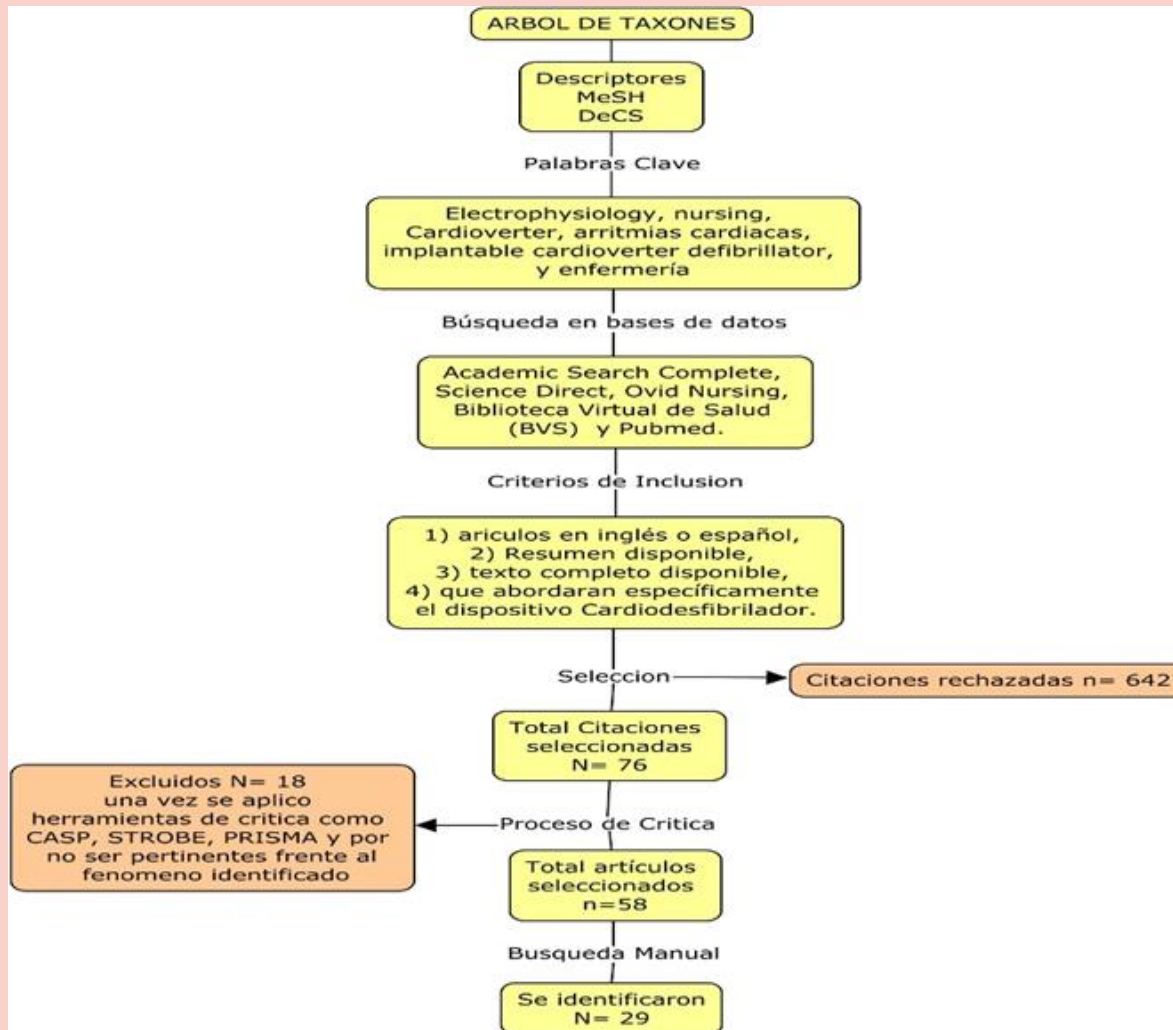 ARBOL DE TAXONES
Descriptores
MeSH
DeCS
Palabras Clave
Electrophysiology, nursing,
Cardioverter, arritmias cardiacas,
implantable cardioverter defibrillator,
y enfermería
Búsqueda en bases de datos
Academic Search Complete,
Science Direct, Ovid Nursing,
Biblioteca Virtual de Salud
(BVS) y Pubmed.
Criterios de Inclusion
1) ariculos en inglés o español,
2) Resumen disponible,
3) texto completo disponible,
4) que abordaran específicamente
el dispositivo Cardiodesfibrilador.
Seleccion
Citaciones rechazadas n= 642
Total Citaciones
seleccionadas
N= 76
Proceso de Critica
Excluidos N= 18
una vez se aplico
herramientas de critica como
CASP, STROBE, PRISMA y por
no ser pertinentes frente al
fenomeno identificado
Total artículos
seleccionados
n=58
Busqueda Manual
Se identificaron
N= 29